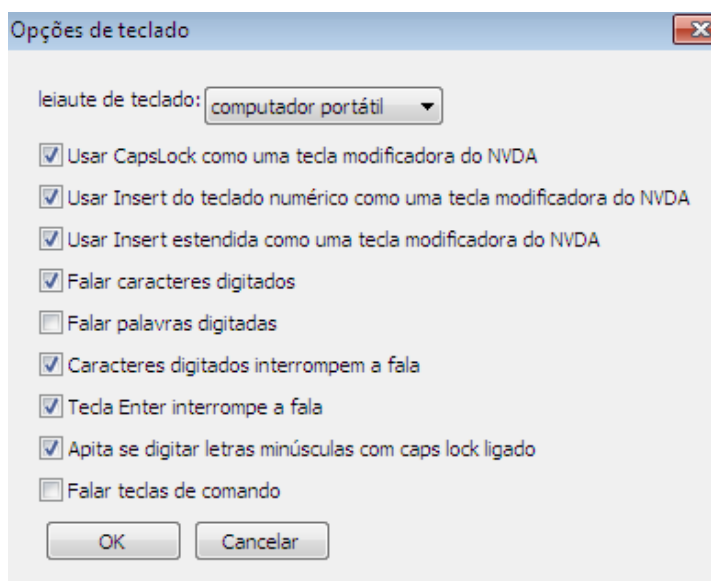 Opções de teclado
leiaute de teclado: computador portátil
Usar CapsLock como uma tecla modificadora do NVDA
Usar Insert do teclado numérico como uma tecla modificadora do NVDA
Usar Insert estendida como uma tecla modificadora do NVDA
Falar caracteres digitados
Falar palavras digitadas
Caracteres digitados interrompem a fala
Tecla Enter interrompe a fala
Apita se digitar letras minúsculas com caps lock ligado
Falar teclas de comando
OK Cancelar